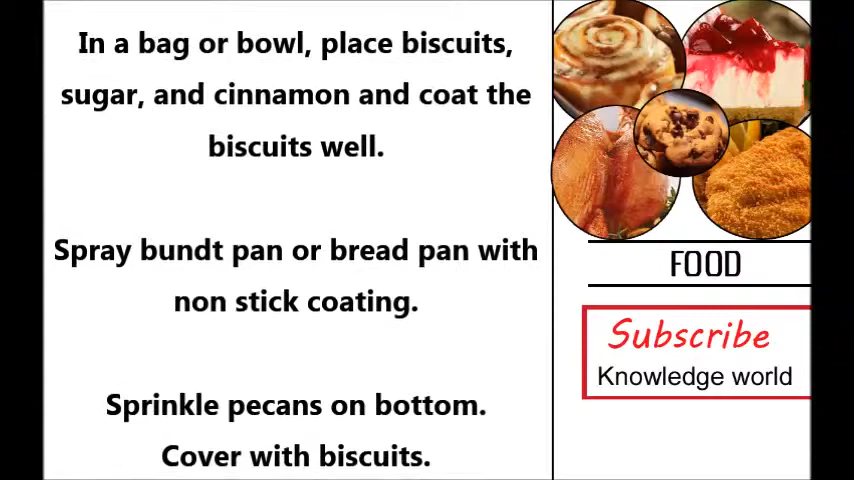 In a bag or bowl, place biscuits,
sugar, and cinnamon and coat the
biscuits well.
Spray bundt pan or bread pan with
non stick coating.
Sprinkle pecans on bottom.
Cover with biscuits.
FOOD
Subscribe
Knowledge world